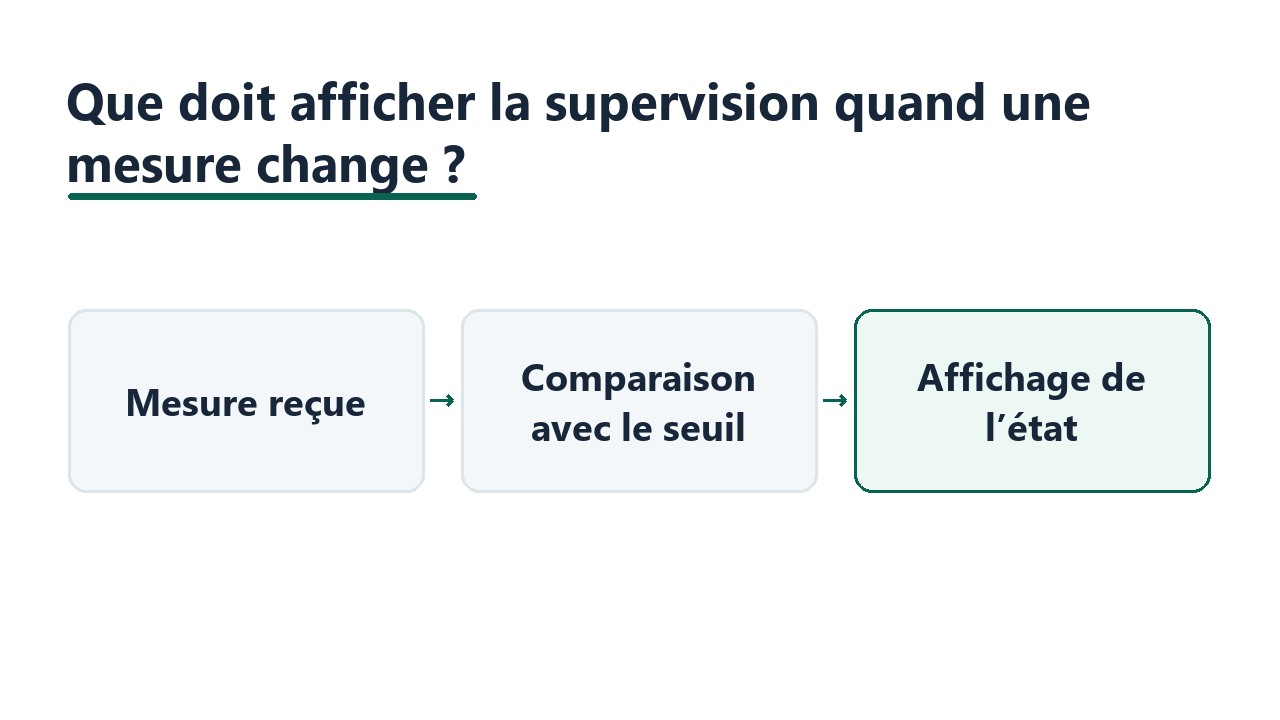 Que doit afficher la supervision quand une
mesure change ?
Mesure reçue
→
Comparaison
avec le seuil
→
Affichage de
l’état